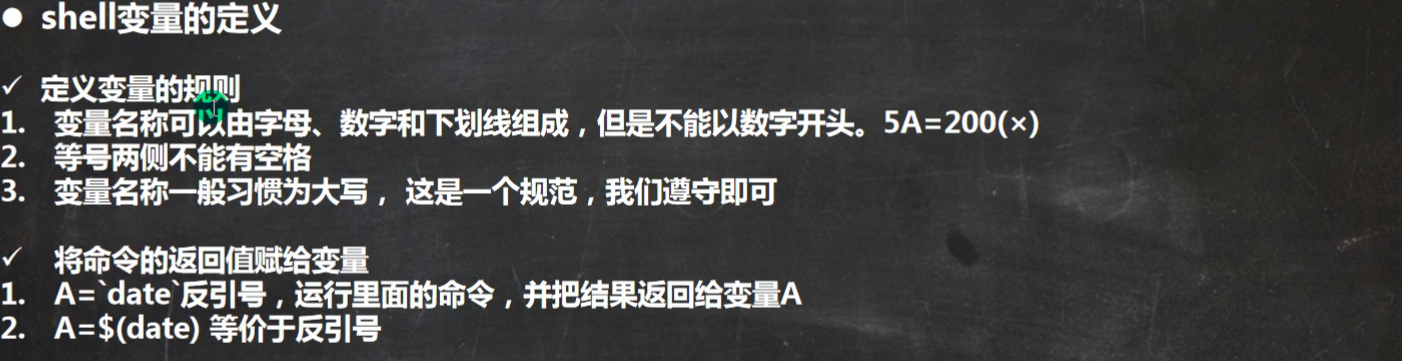 ● shell变量的定义
✓ 定义变量的规则
1. 变量名称可以由字母、数字和下划线组成，但是不能以数字开头。5A=200(×)
2. 等号两侧不能有空格
3. 变量名称一般习惯为大写， 这是一个规范，我们遵守即可
✓ 将命令的返回值赋给变量
1. A=`date`反引号，运行里面的命令，并把结果返回给变量A
2. A=$(date) 等价于反引号